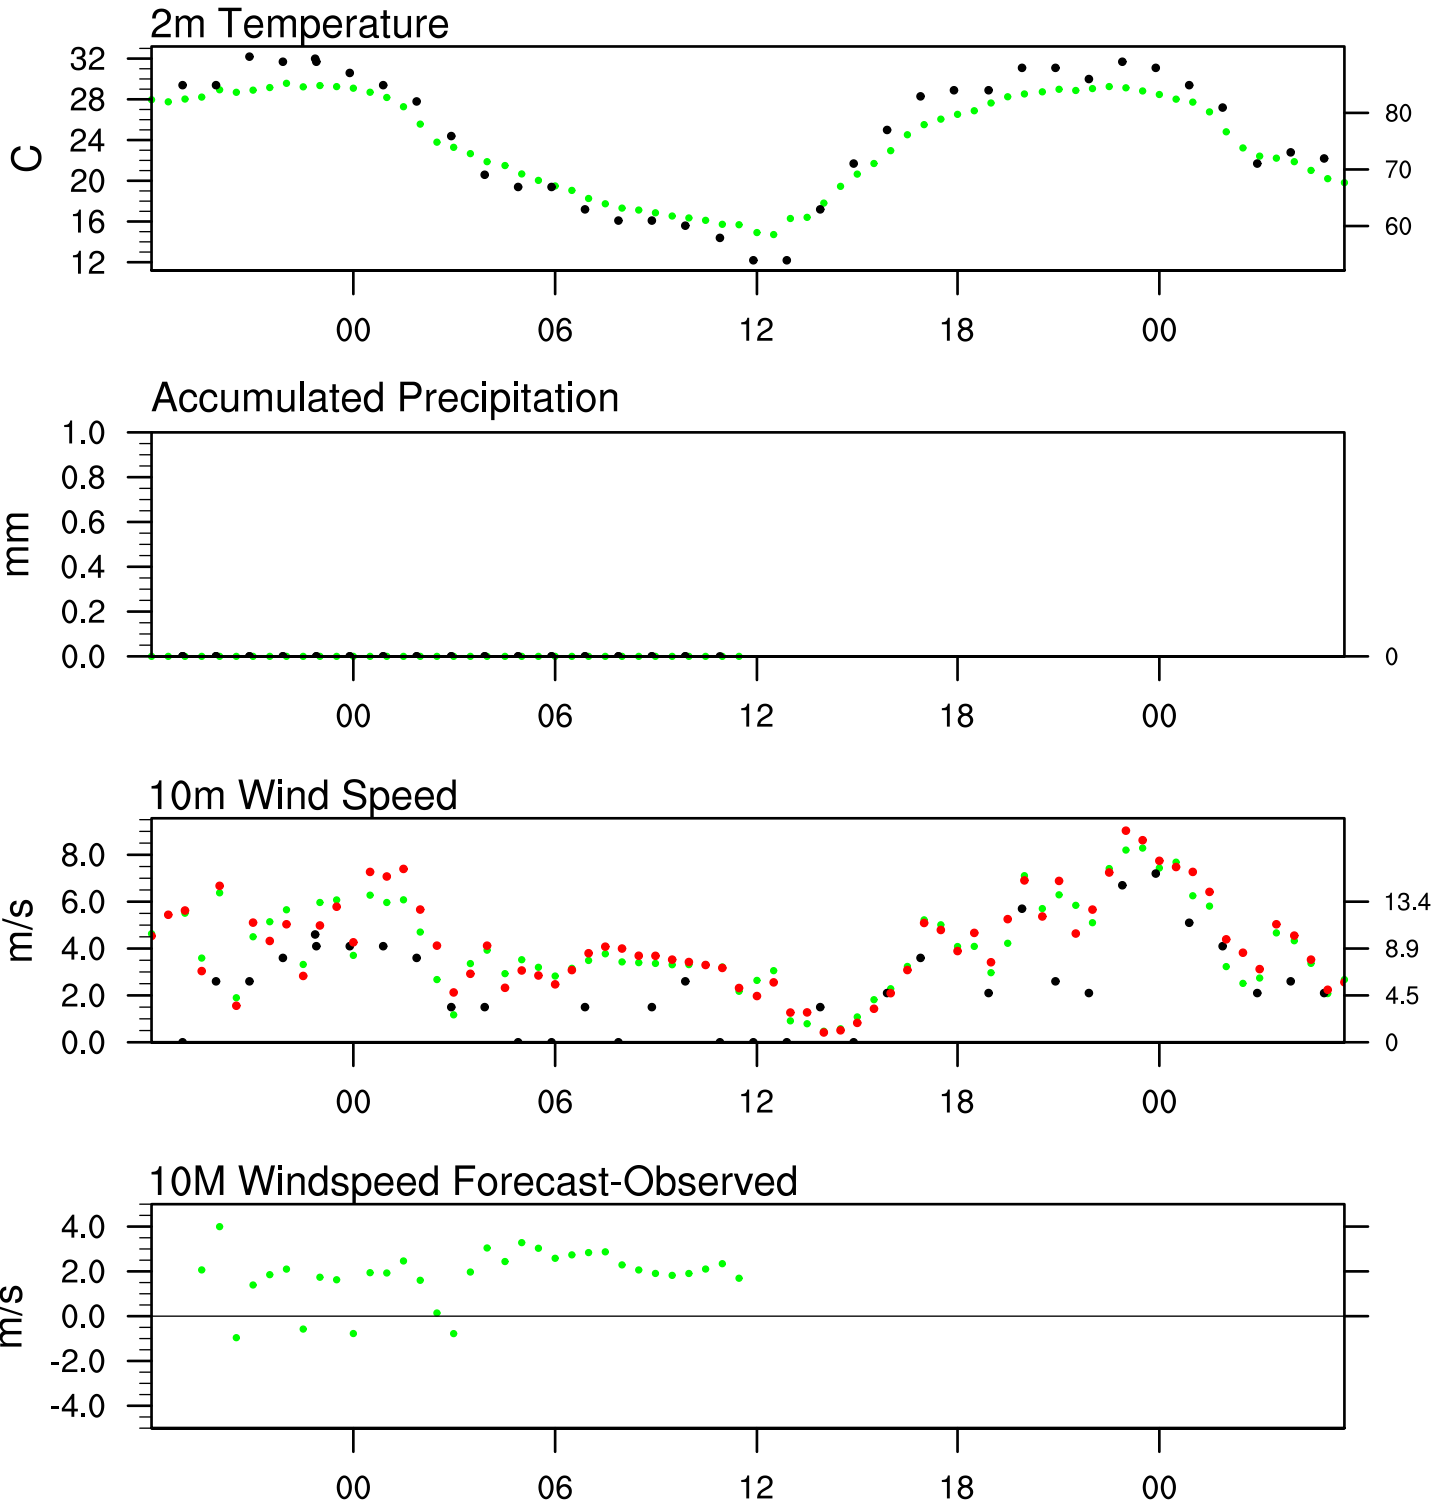 2m Temperature
32
28
24
20
16
12
C
80
70
60
00 06 12 18 00
Accumulated Precipitation
1.0
0.8
0.6
0.4
0.2
0.0
mm
0
00 06 12 18 00
10m Wind Speed
8.0
6.0
4.0
2.0
0.0
m/s
13.4
8.9
4.5
0
00 06 12 18 00
10M Windspeed Forecast-Observed
4.0
2.0
0.0
-2.0
-4.0
m/s
00 06 12 18 00